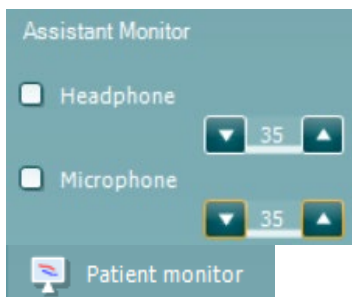 Assistant Monitor
Headphone
35
Microphone
35
Patient monitor